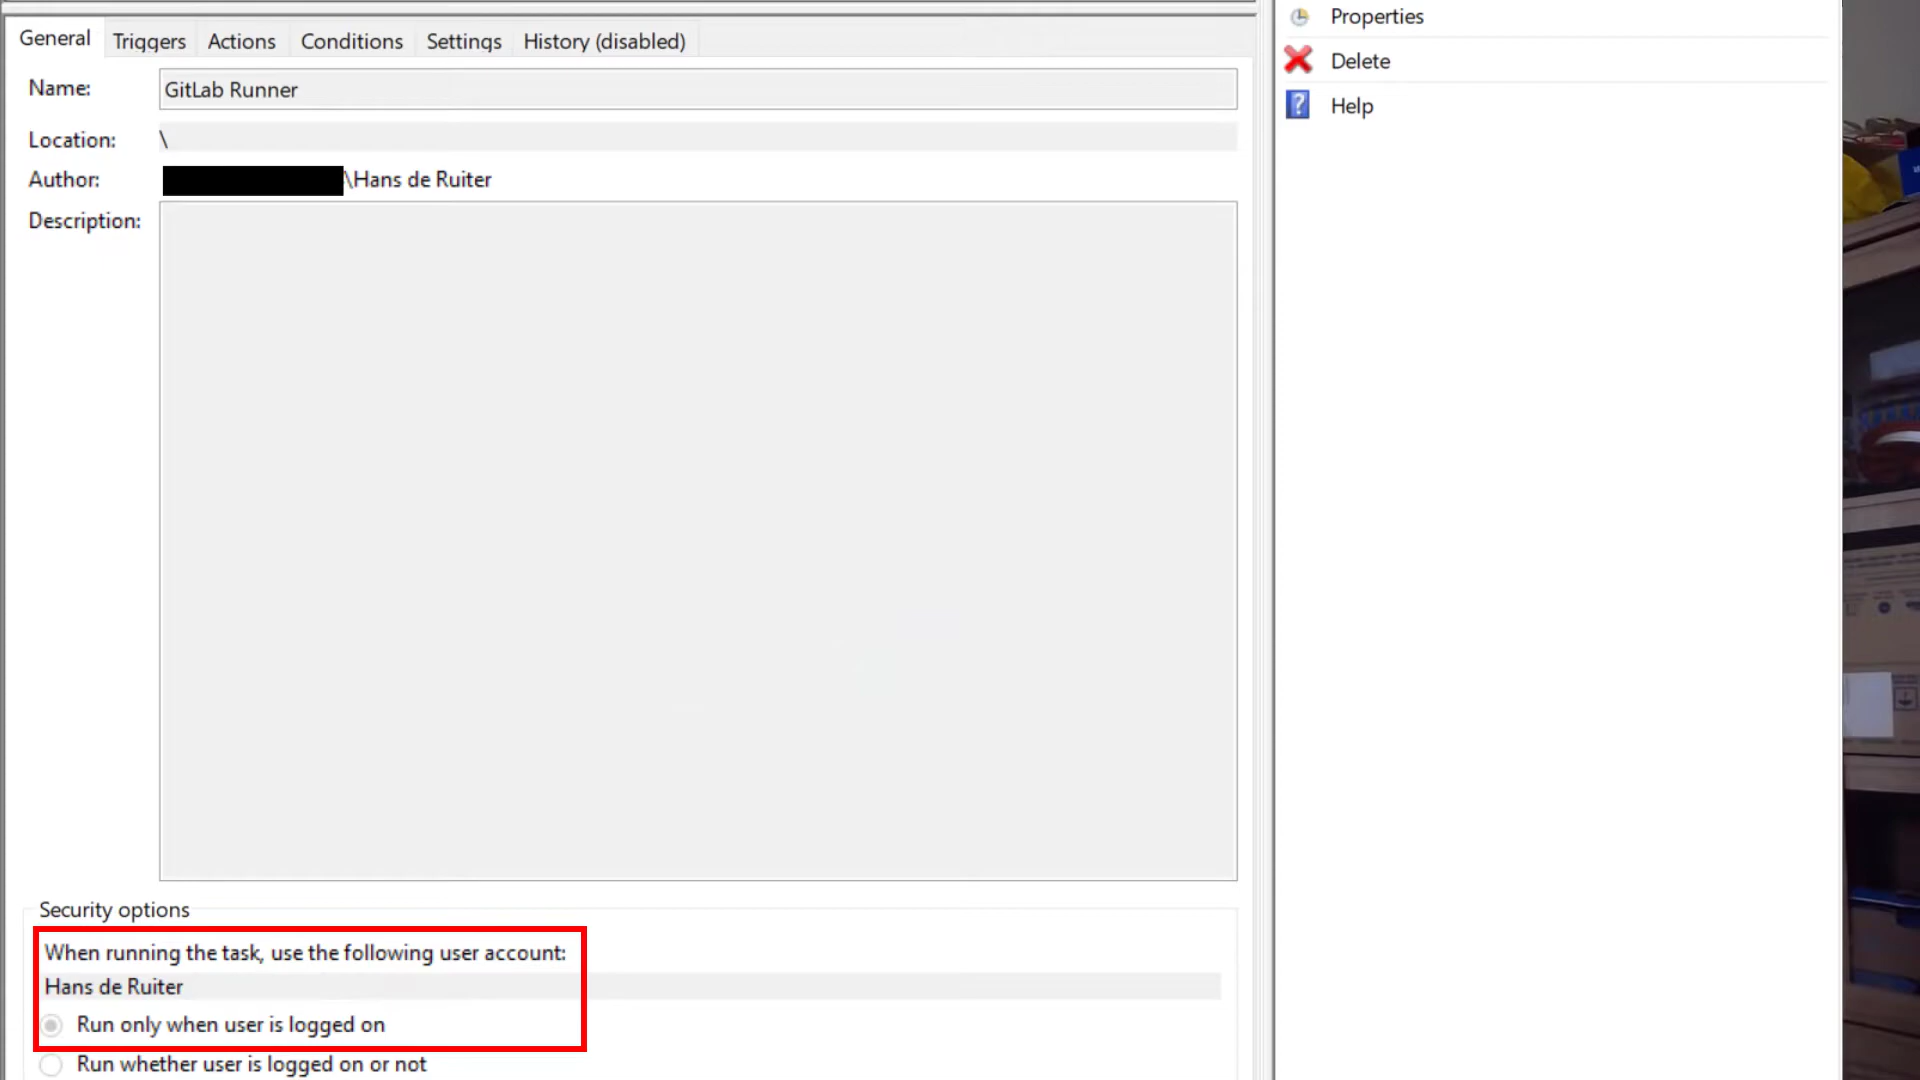 General Triggers Actions Conditions Settings History (disabled)
Name: GitLab Runner
Location: \
Author: \Hans de Ruiter
Description:
Security options
When running the task, use the following user account:
Hans de Ruiter
Run only when user is logged on
Run whether user is logged on or not
Properties
Delete
Help